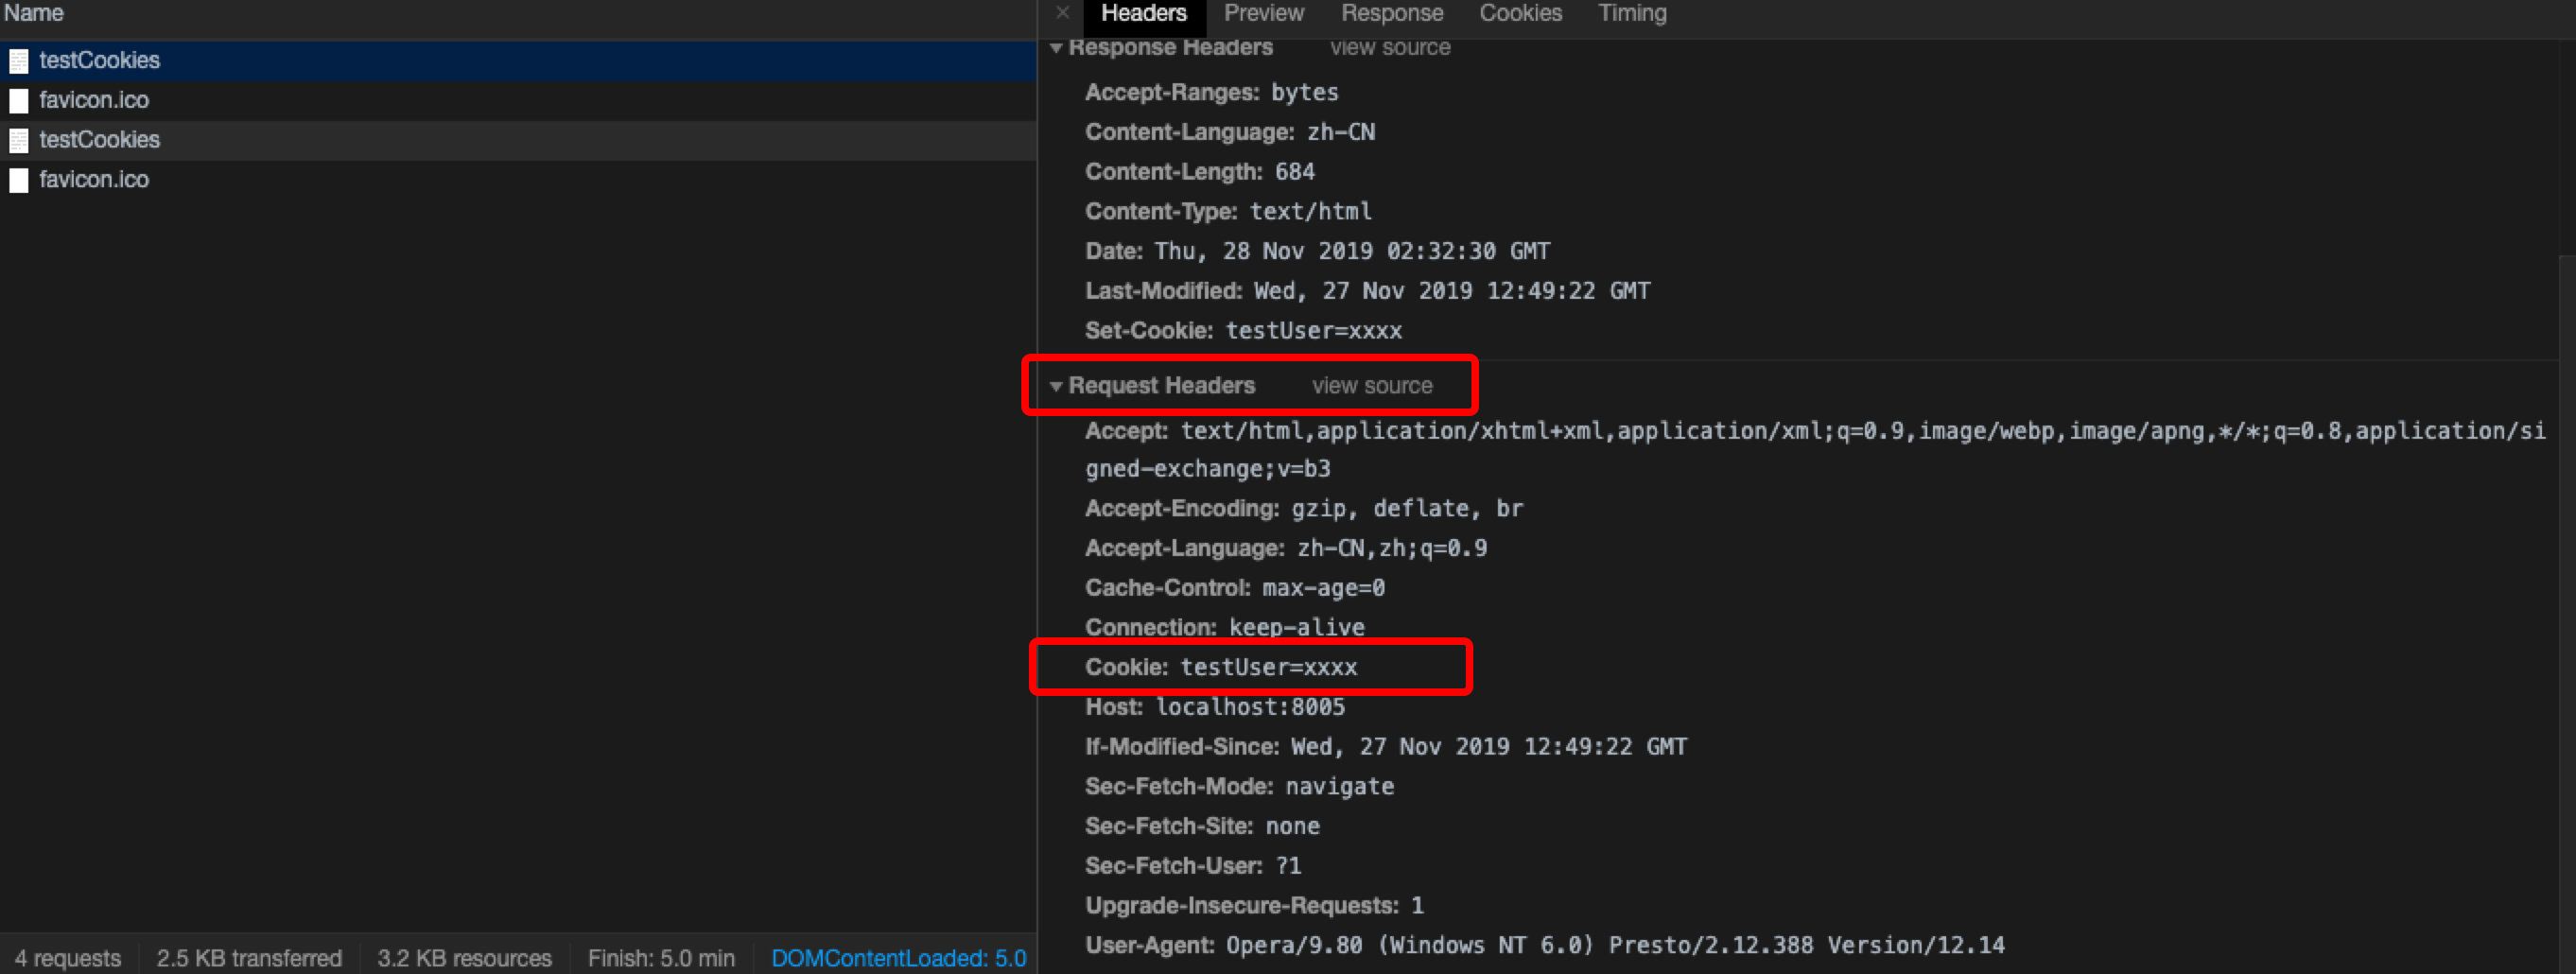 Name
testCookies
favicon.ico
testCookies
favicon.ico
4 requests 2.5 KB transferred 3.2 KB resources Finish: 5.0 min DOMContentLoaded: 5.0
× Headers Preview Response Cookies Timing
Response Headers view source
Accept-Ranges: bytes
Content-Language: zh-CN
Content-Length: 684
Content-Type: text/html
Date: Thu, 28 Nov 2019 02:32:30 GMT
Last-Modified: Wed, 27 Nov 2019 12:49:22 GMT
Set-Cookie: testUser=xxxx
Request Headers view source
Accept: text/html,application/xhtml+xml,application/xml;q=0.9,image/webp,image/apng,*/*;q=0.8,application/si
gned-exchange;v=b3
Accept-Encoding: gzip, deflate, br
Accept-Language: zh-CN,zh;q=0.9
Cache-Control: max-age=0
Connection: keep-alive
Cookie: testUser=xxxx
Host: localhost:8005
If-Modified-Since: Wed, 27 Nov 2019 12:49:22 GMT
Sec-Fetch-Mode: navigate
Sec-Fetch-Site: none
Sec-Fetch-User: ?1
Upgrade-Insecure-Requests: 1
User-Agent: Opera/9.80 (Windows NT 6.0) Presto/2.12.388 Version/12.14